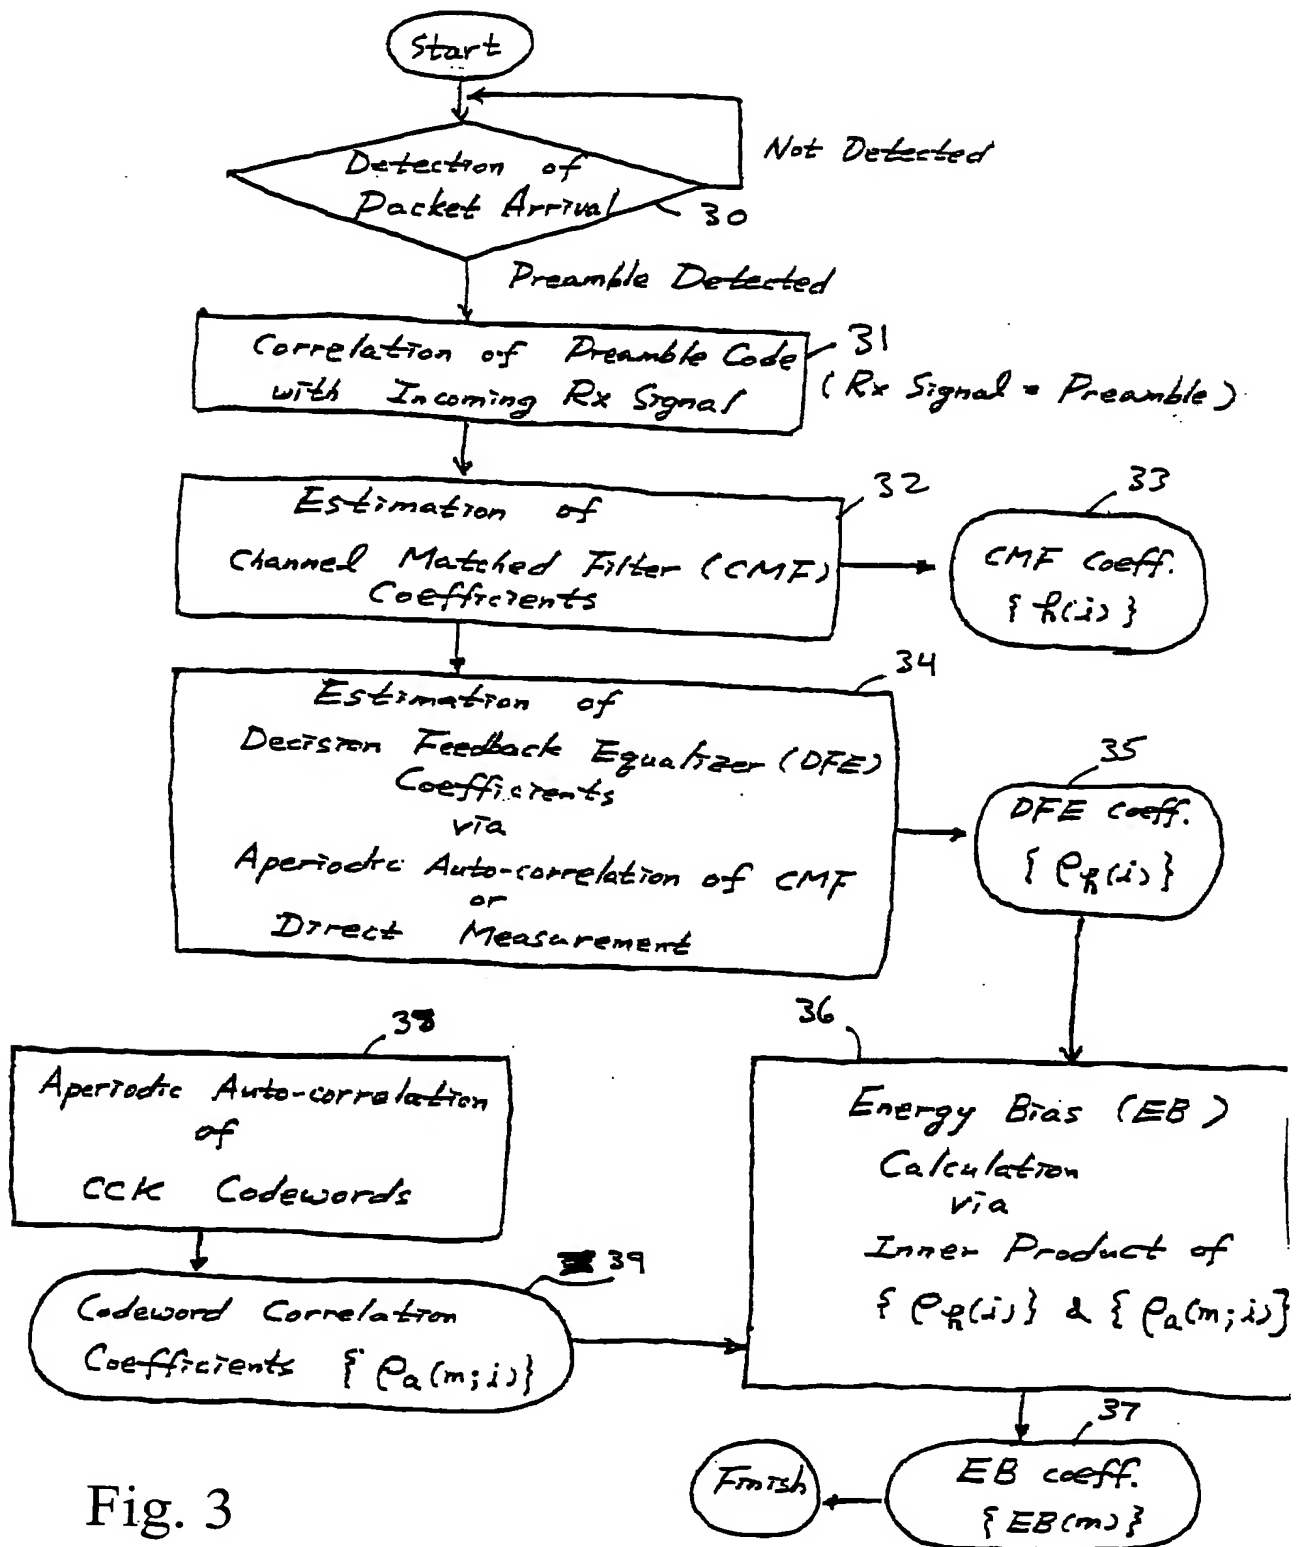 Start
Not Detected
Detection of
Packet Arrival
30
Preamble Detected
31
Correlation of Preamble Code
with Incoming Rx Signal
(Rx Signal = Preamble)
32
33
Estimation of
Channel Matched Filter (CMF)
Coefficients
CMF Coeff.
{ h(i) }
34
Estimation of
Decision Feedback Equalizer (DFE)
Coefficients
via
Aperiodic Auto-correlation of CMF
or
Direct Measurement
35
DFE coeff.
{ ρh(i) }
38
Aperiodic Auto-correlation
of
CCK Codewords
36
Energy Bias (EB)
Calculation
via
Inner Product of
{ ρh(i) } & { ρa(m; i) }
39
Codeword Correlation
Coefficients { ρa(m; i) }
37
EB coeff.
{ EB(m) }
Finish
Fig. 3